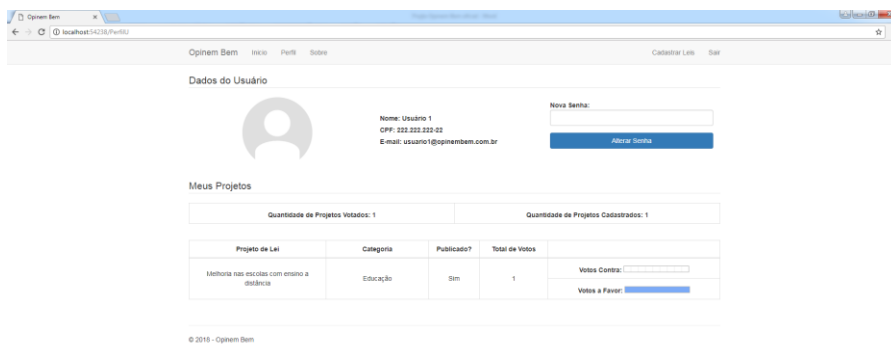 Opinem Bem
localhost:54238/PerfilU
Opinem Bem Início Perfil Sobre Cadastrar Leis Sair
Dados do Usuário
Nome: Usuário 1
CPF: 222.222.222-22
E-mail: usuario1@opinembem.com.br
Nova Senha:
Alterar Senha
Meus Projetos
Quantidade de Projetos Votados: 1 Quantidade de Projetos Cadastrados: 1
Projeto de Lei Categoria Publicado? Total de Votos
Melhoria nas escolas com ensino a
distância
Educação Sim 1
Votos Contra:
Votos a Favor:
© 2018 - Opinem Bem